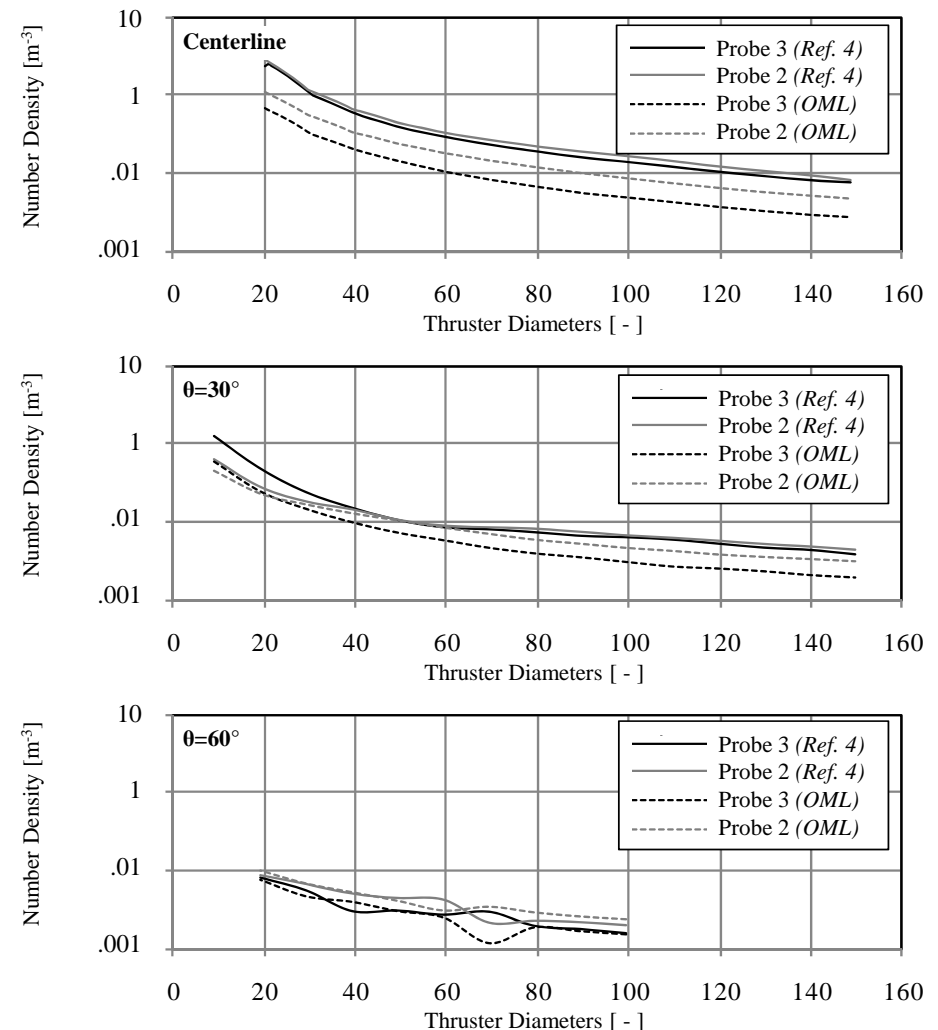 10
Centerline
Probe 3 (Ref. 4)
Probe 2 (Ref. 4)
Probe 3 (OML)
Probe 2 (OML)
1
.01
.001
Number Density [m-3]
0 20 40 60 80 100 120 140 160
Thruster Diameters [ - ]
10
θ=30°
Probe 3 (Ref. 4)
Probe 2 (Ref. 4)
Probe 3 (OML)
Probe 2 (OML)
1
.01
.001
Number Density [m-3]
0 20 40 60 80 100 120 140 160
Thruster Diameters [ - ]
10
θ=60°
Probe 3 (Ref. 4)
Probe 2 (Ref. 4)
Probe 3 (OML)
Probe 2 (OML)
1
.01
.001
Number Density [m-3]
0 20 40 60 80 100 120 140 160
Thruster Diameters [ - ]